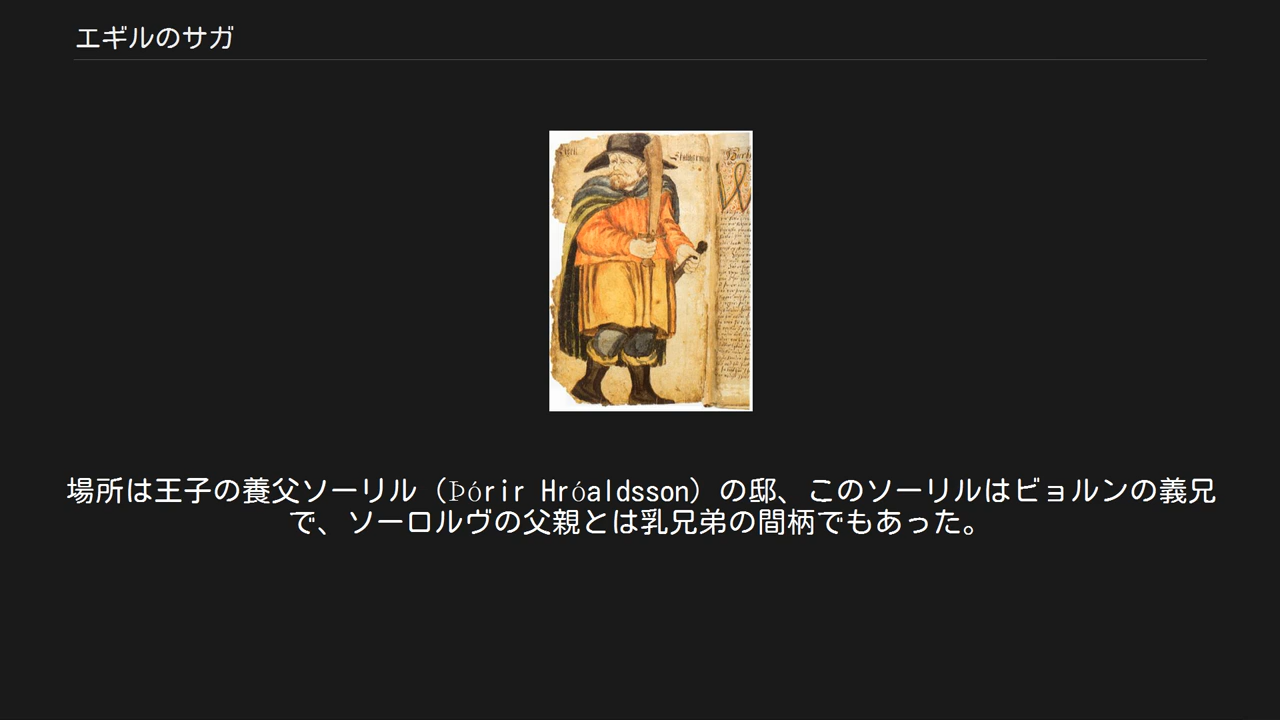 エギルのサガ
場所は王子の養父ソーリル（Þórir Hróaldsson）の邸、このソーリルはビョルンの義兄
で、ソーロルヴの父親とは乳兄弟の間柄でもあった。